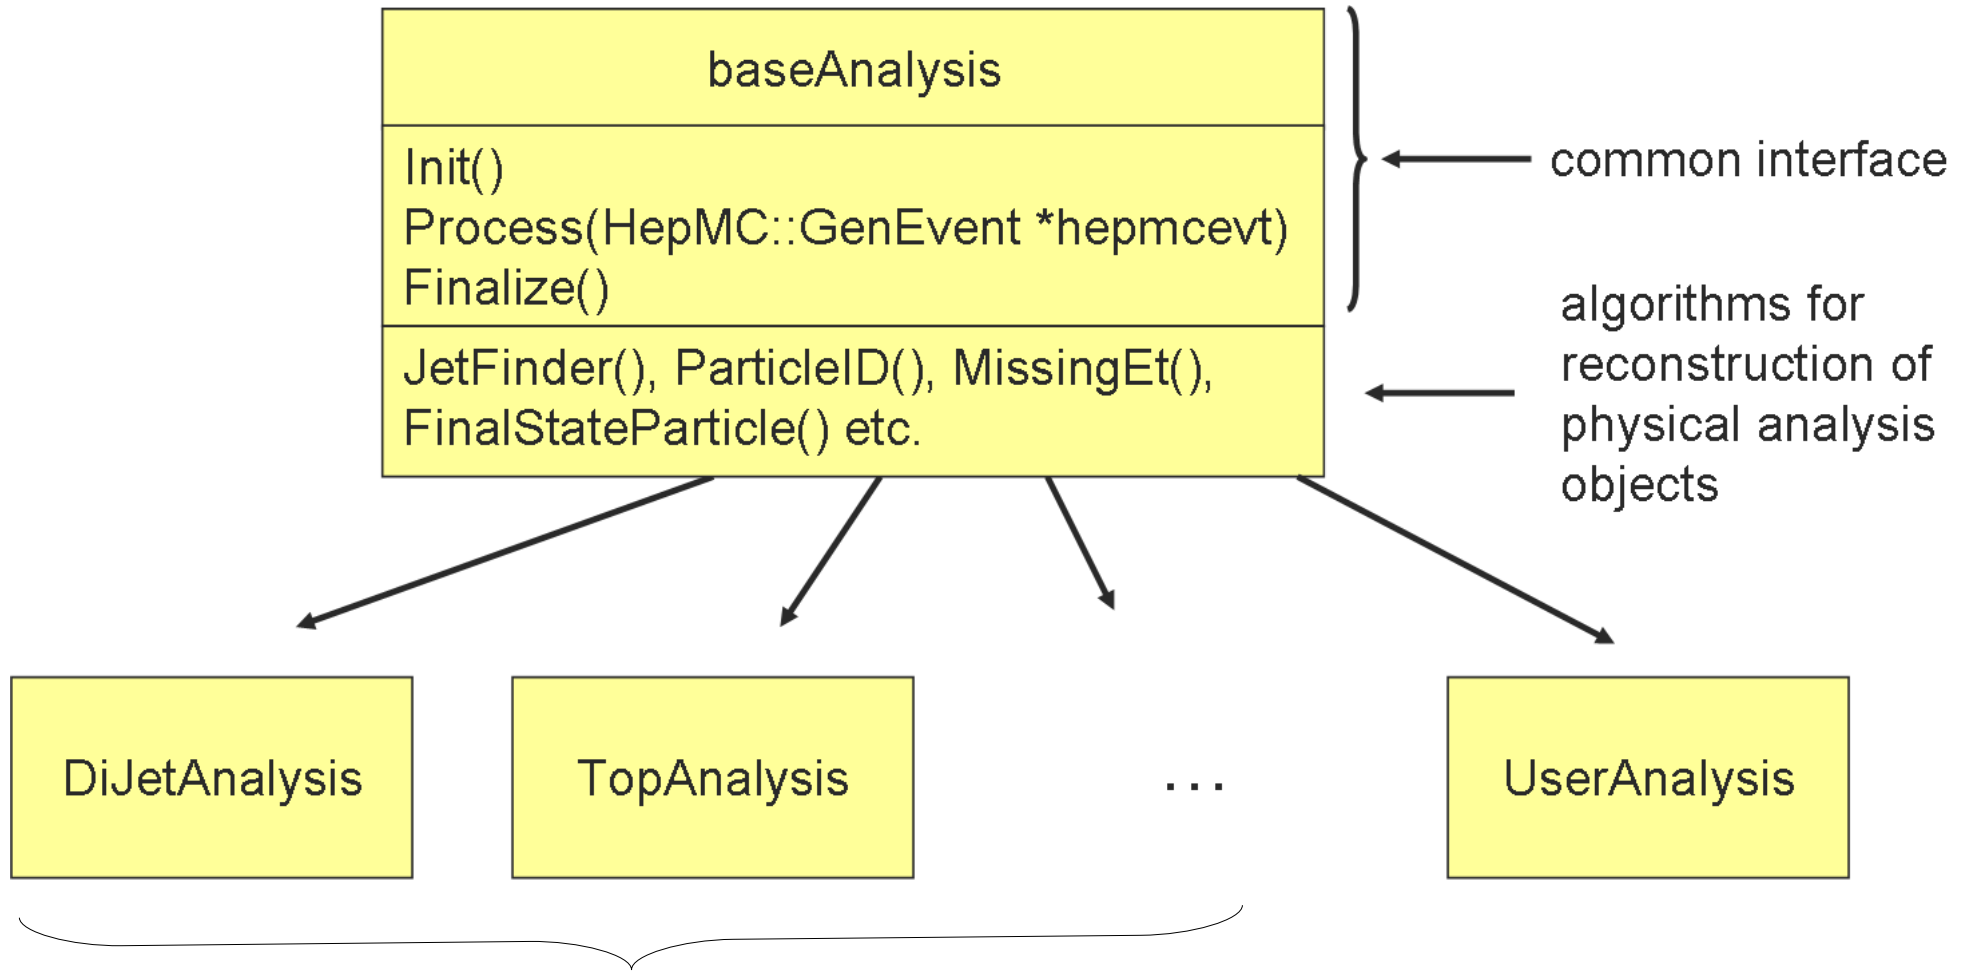 baseAnalysis
Init()
Process(HepMC::GenEvent *hepmcevt)
Finalize()
common interface
JetFinder(), ParticleID(), MissingEt(),
FinalStateParticle() etc.
algorithms for
reconstruction of
physical analysis
objects
DiJetAnalysis
TopAnalysis
...
UserAnalysis